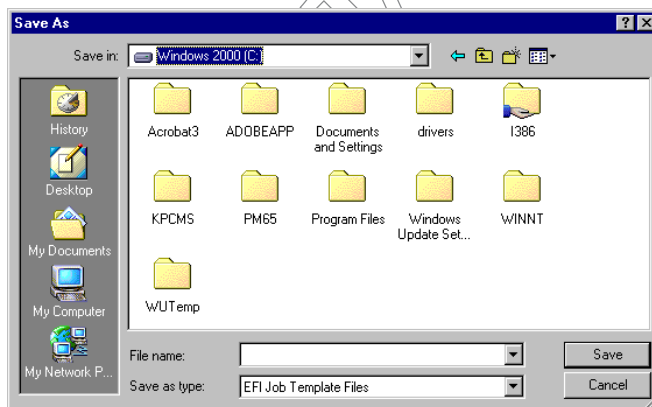 Save As
Save in:
Windows 2000 (C:)
History
Desktop
My Documents
My Computer
My Network P...
Acrobat3
ADOBEAPP
Documents
and Settings
drivers
I386
KPCMS
PM65
Program Files
Windows
Update Set...
WINNT
WUTemp
File name:
Save
Save as type:
EFI Job Template Files
Cancel